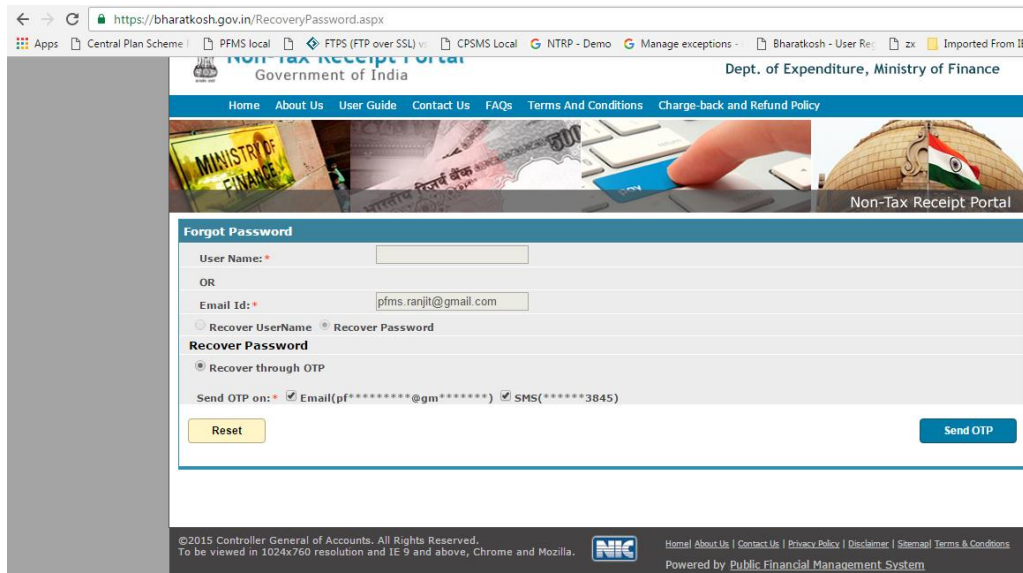 https://bharatkosh.gov.in/RecoveryPassword.aspx
Apps Central Plan Scheme PFMS local FTPS (FTP over SSL) v CPSMS Local NTRP - Demo Manage exceptions - Bharatkosh - User Reg zx Imported From IE
Non-Tax Receipt Portal
Government of India
Dept. of Expenditure, Ministry of Finance
Home About Us User Guide Contact Us FAQs Terms And Conditions Charge-back and Refund Policy
MINISTRY OF
FINANCE
500
Non-Tax Receipt Portal
Forgot Password
User Name: *
OR
Email Id: * pfms.ranjit@gmail.com
Recover UserName Recover Password
Recover Password
Recover through OTP
Send OTP on: * Email(pf*********@gm*******) SMS(******3845)
Reset Send OTP
©2015 Controller General of Accounts. All Rights Reserved.
To be viewed in 1024x760 resolution and IE 9 and above, Chrome and Mozilla.
NIC
Home| About Us | Contact Us | Privacy Policy | Disclaimer | Sitemap| Terms & Conditions
Powered by Public Financial Management System